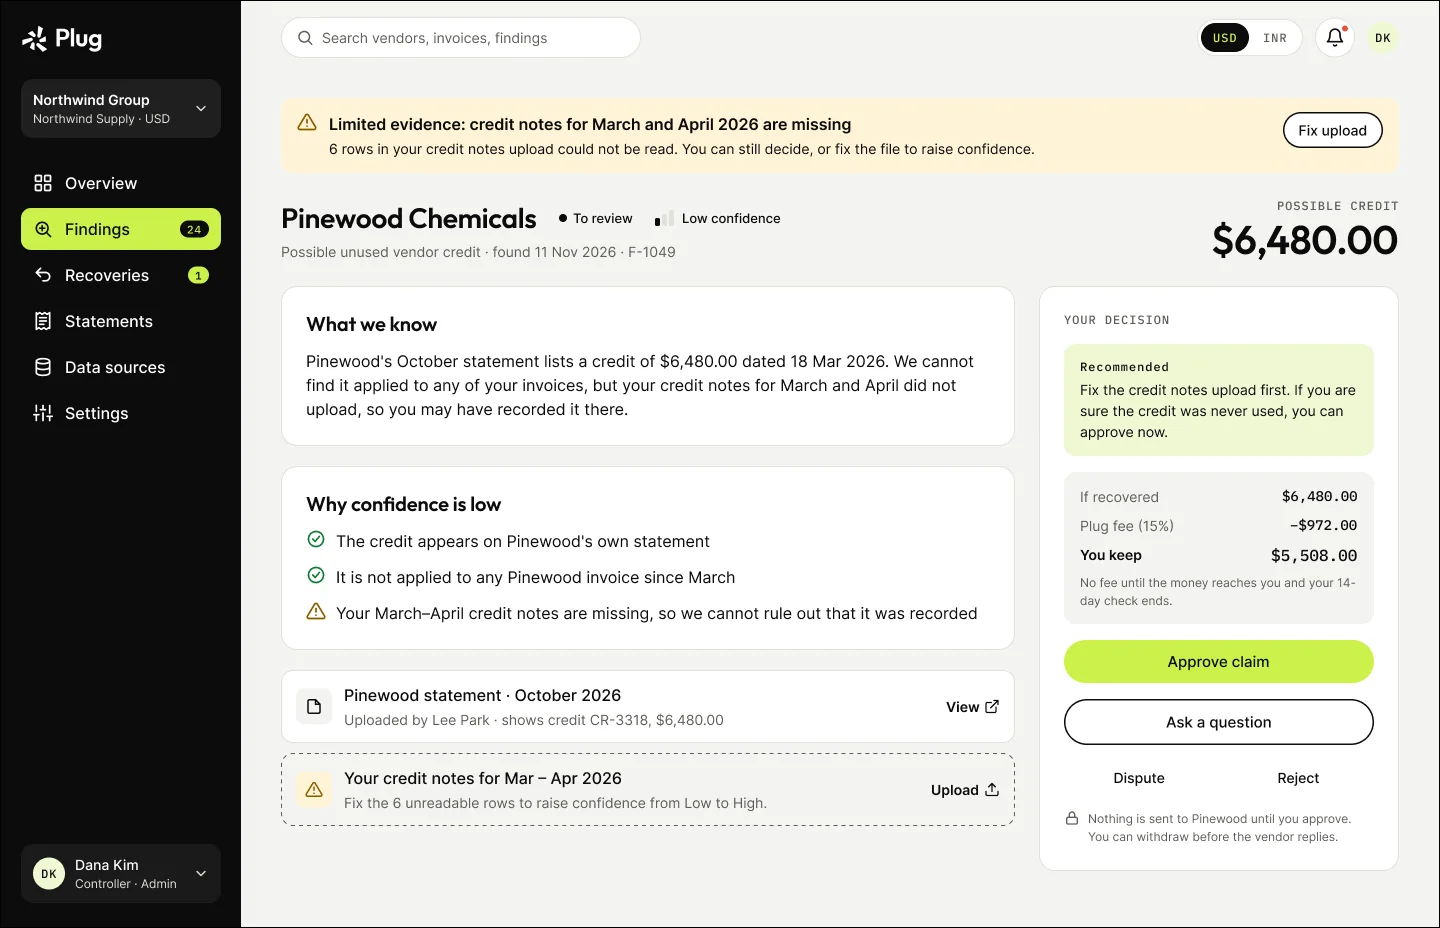 Plug
Northwind Group
Northwind Supply · USD
Overview
Findings 24
Recoveries 1
Statements
Data sources
Settings
Dana Kim
DK
Controller · Admin
Search vendors, invoices, findings
USD INR
DK
Limited evidence: credit notes for March and April 2026 are missing
6 rows in your credit notes upload could not be read. You can still decide, or fix the file to raise confidence.
Fix upload
Pinewood Chemicals
To review
Low confidence
Possible unused vendor credit · found 11 Nov 2026 · F-1049
POSSIBLE CREDIT
$6,480.00
What we know
Pinewood's October statement lists a credit of $6,480.00 dated 18 Mar 2026. We cannot
find it applied to any of your invoices, but your credit notes for March and April did not
upload, so you may have recorded it there.
Why confidence is low
The credit appears on Pinewood's own statement
It is not applied to any Pinewood invoice since March
Your March–April credit notes are missing, so we cannot rule out that it was recorded
Pinewood statement · October 2026
Uploaded by Lee Park · shows credit CR-3318, $6,480.00
View
Your credit notes for Mar – Apr 2026
Fix the 6 unreadable rows to raise confidence from Low to High.
Upload
YOUR DECISION
Recommended
Fix the credit notes upload first. If you are
sure the credit was never used, you can
approve now.
If recovered $6,480.00
Plug fee (15%) −$972.00
You keep $5,508.00
No fee until the money reaches you and your 14-
day check ends.
Approve claim
Ask a question
Dispute Reject
Nothing is sent to Pinewood until you approve.
You can withdraw before the vendor replies.